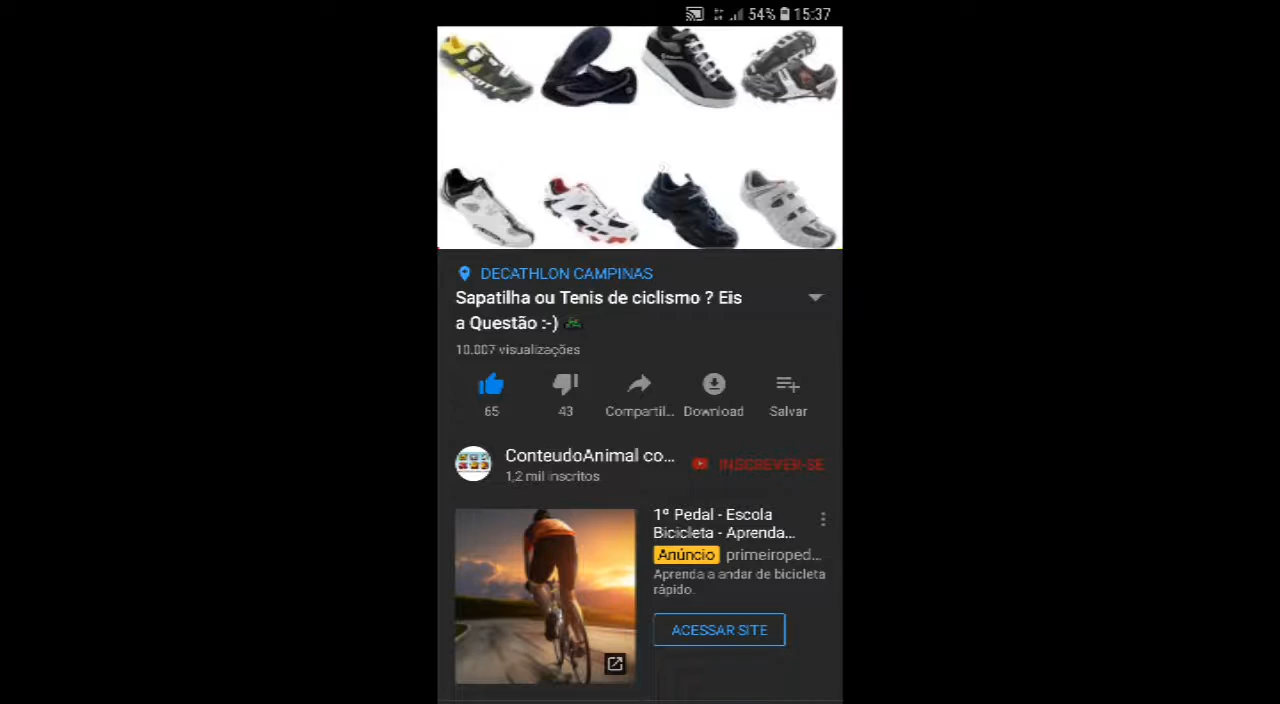 54% 15:37
SCOTT
DECATHLON CAMPINAS
Sapatilha ou Tenis de ciclismo ? Eis
a Questão :-)
10.007 visualizações
65 43 Compartil... Download Salvar
ConteudoAnimal co...
INSCREVER-SE
1,2 mil inscritos
1º Pedal - Escola
Bicicleta - Aprenda...
Anúncio primeiroped...
Aprenda a andar de bicicleta
rápido.
ACESSAR SITE